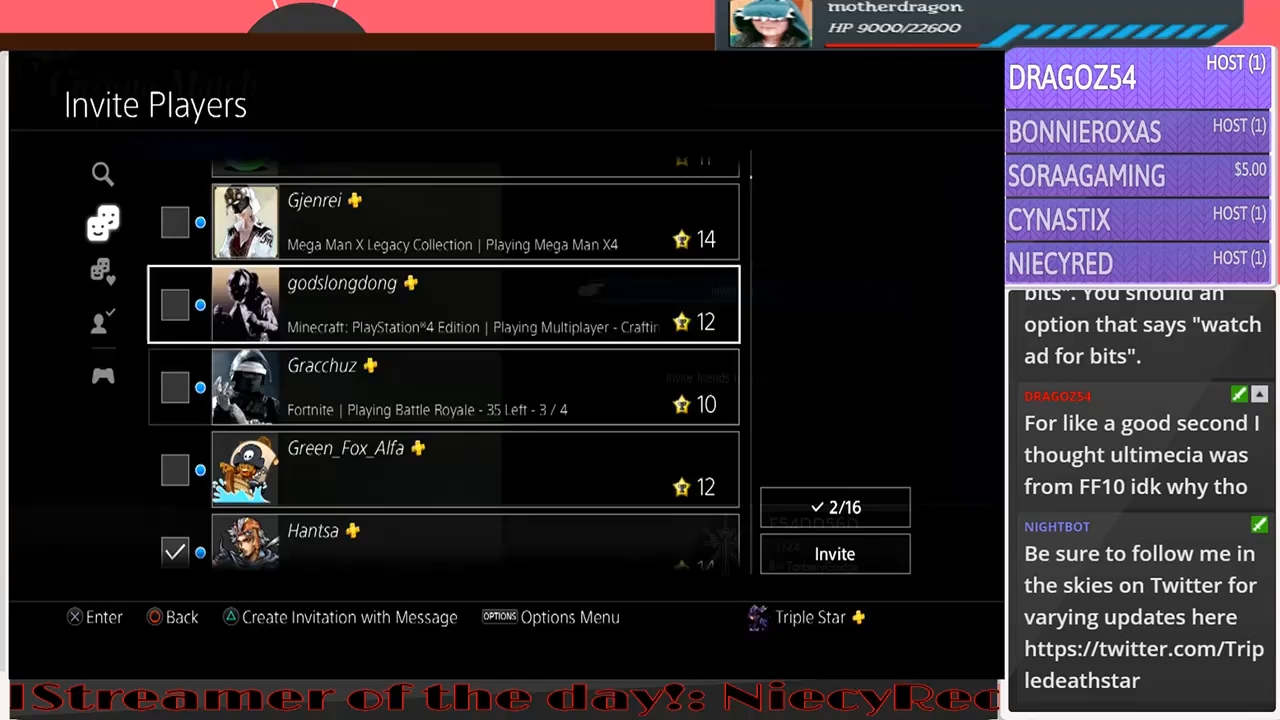 motherdragon
HP 9000/22600
Invite Players
11
Gjenrei
Mega Man X Legacy Collection | Playing Mega Man X4
14
godslongdong
Minecraft: PlayStation®4 Edition | Playing Multiplayer - Craftin
12
Gracchuz
Fortnite | Playing Battle Royale - 35 Left - 3 / 4
10
Green_Fox_Alfa
12
Hantsa
14
2/16
Invite
Enter
Back
Create Invitation with Message
OPTIONS Options Menu
Triple Star
DRAGOZ54 HOST (1)
BONNIEROXAS HOST (1)
SORAAGAMING $5.00
CYNASTIX HOST (1)
NIECYRED HOST (1)
bits". You should an
option that says "watch
ad for bits".
DRAGOZ54
For like a good second I
thought ultimecia was
from FF10 idk why tho
NIGHTBOT
Be sure to follow me in
the skies on Twitter for
varying updates here
https://twitter.com/Trip
ledeathstar
!Streamer of the day!: NiecyRed